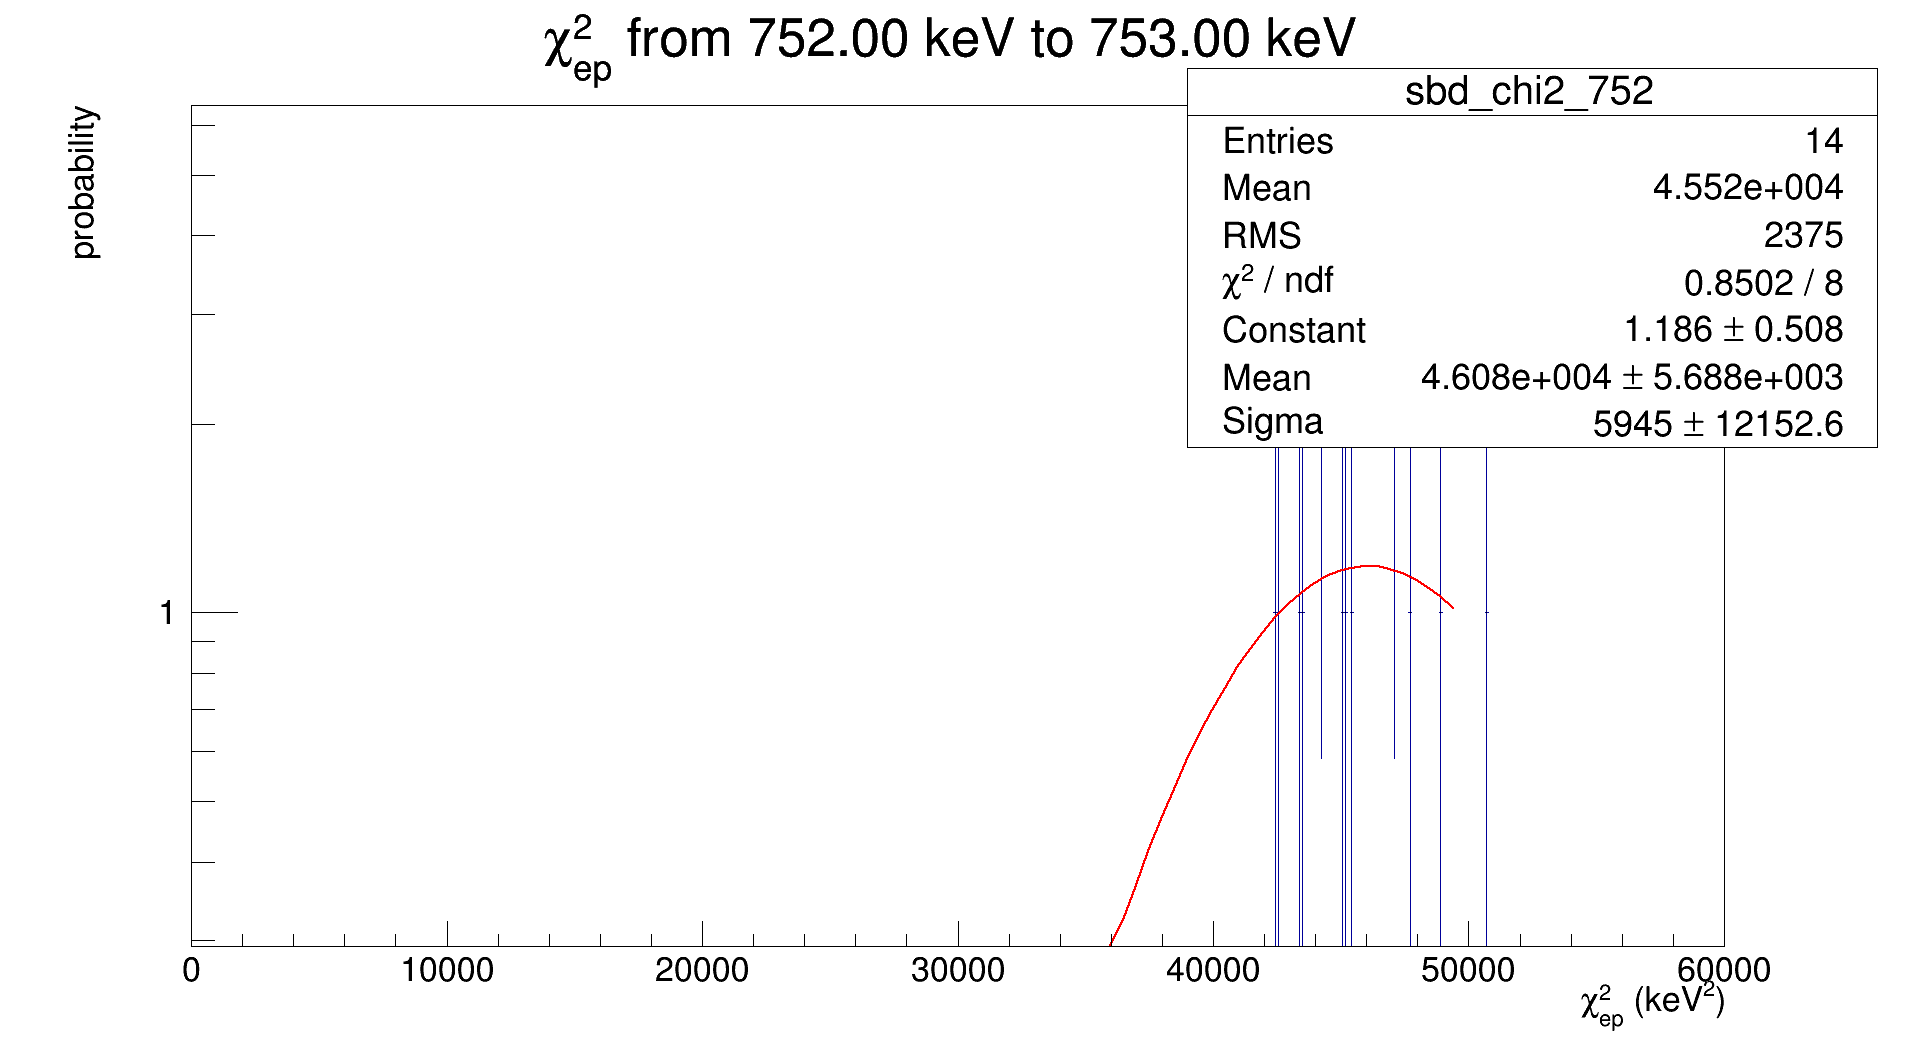 χ²ep from 752.00 keV to 753.00 keV
probability
sbd_chi2_752
Entries 14
Mean 4.552e+004
RMS 2375
χ² / ndf 0.8502 / 8
Constant 1.186 ± 0.508
Mean 4.608e+004 ± 5.688e+003
Sigma 5945 ± 12152.6
1
0 10000 20000 30000 40000 50000 60000
χ²ep (keV²)